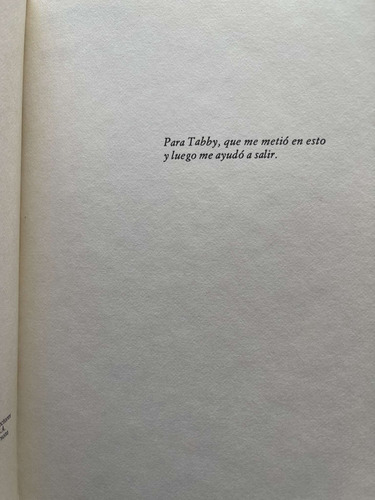 Para Tabby, que me metió en esto
y luego me ayudó a salir.